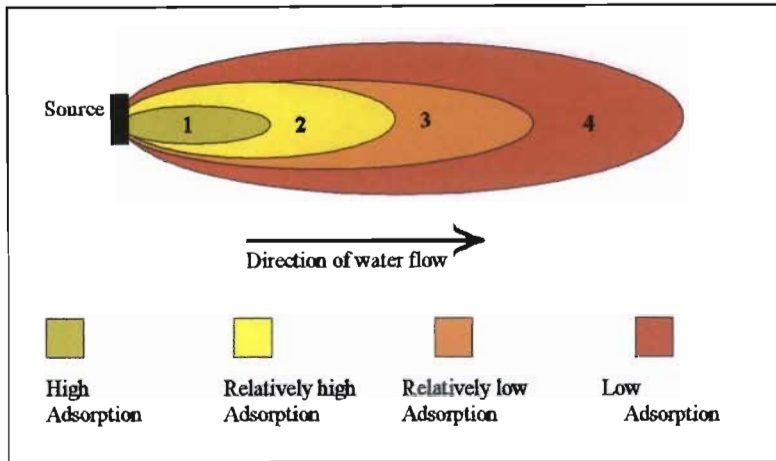 Source
1
2
3
4
Direction of water flow
High
Adsorption
Relatively high
Adsorption
Relatively low
Adsorption
Low
Adsorption